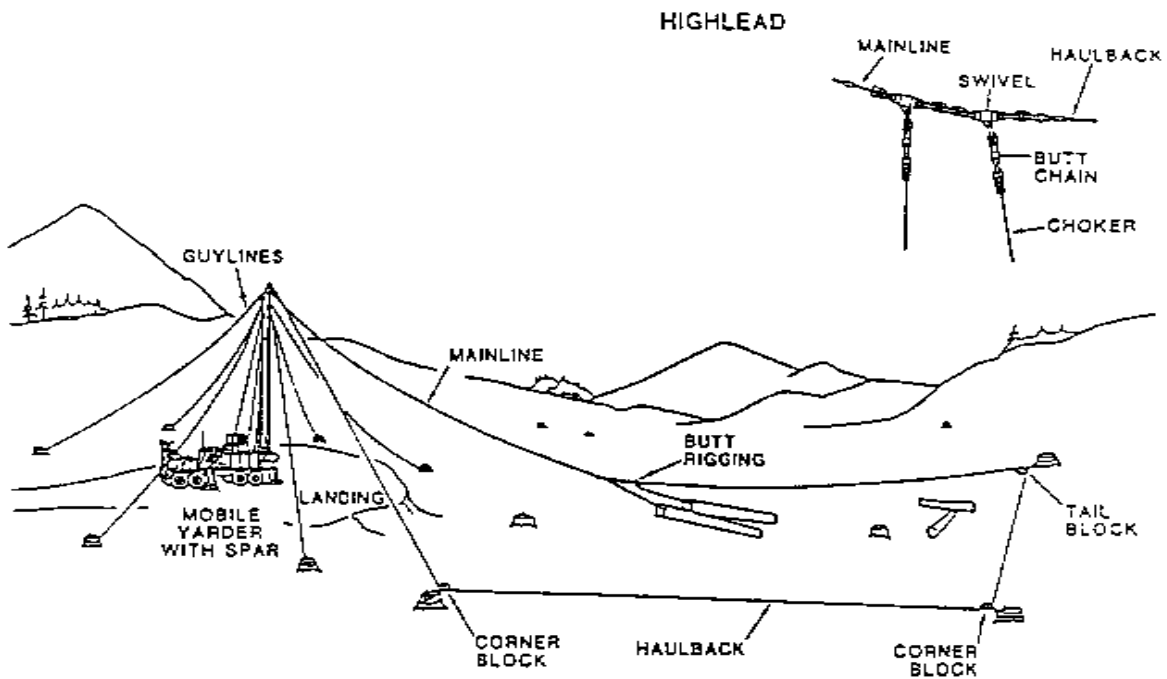 HIGHLEAD
MAINLINE
HAULBACK
SWIVEL
BUTT
CHAIN
CHOKER
GUYLINES
MAINLINE
BUTT
RIGGING
LANDING
MOBILE
YARDER
WITH SPAR
TAIL
BLOCK
CORNER
BLOCK
HAULBACK
CORNER
BLOCK